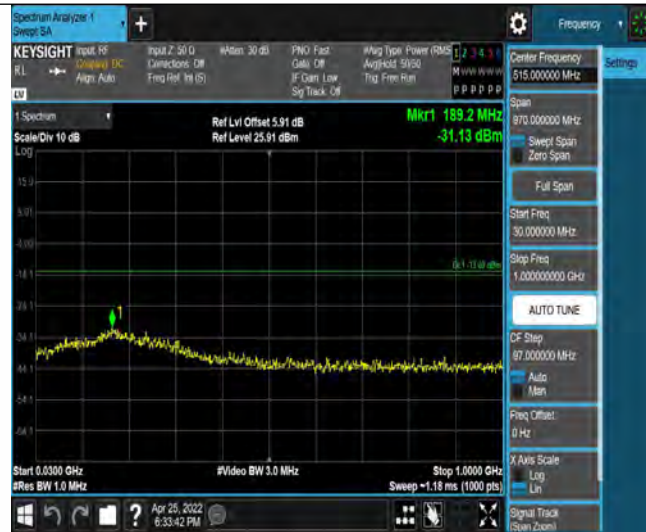 Spectrum Analyzer 1
Swept SA
Frequency
KEYSIGHT
Input: RF
Input Z: 50 Ω
#Atten: 30 dB
PNO: Fast
#Avg Type: Power (RMS
1 2 3 4 5 6
RL
Coupling: DC
Corrections: Off
Gate: Off
Avg|Hold: 50/50
M W W W W W
Align: Auto
Freq Ref: Int (S)
IF Gain: Low
Trig: Free Run
P P P P P P
Sig Track: Off
LXI
Center Frequency
515.000000 MHz
Settings
Span
970.000000 MHz
Swept Span
Zero Span
Full Span
Start Freq
30.000000 MHz
Stop Freq
1.000000000 GHz
AUTO TUNE
CF Step
97.000000 MHz
Auto
Man
Freq Offset
0 Hz
X Axis Scale
Log
Lin
Signal Track
(Span Zoom)
1 Spectrum
Ref Lvl Offset 5.91 dB
Mkr1 189.2 MHz
Scale/Div 10 dB
Ref Level 25.91 dBm
-31.13 dBm
Log
15.9
5.91
-4.09
-14.1
-24.1
1
-34.1
-44.1
-54.1
-64.1
Start 0.0300 GHz
#Video BW 3.0 MHz
Stop 1.0000 GHz
#Res BW 1.0 MHz
Sweep ~1.18 ms (1000 pts)
?
Apr 25, 2022
6:33:42 PM